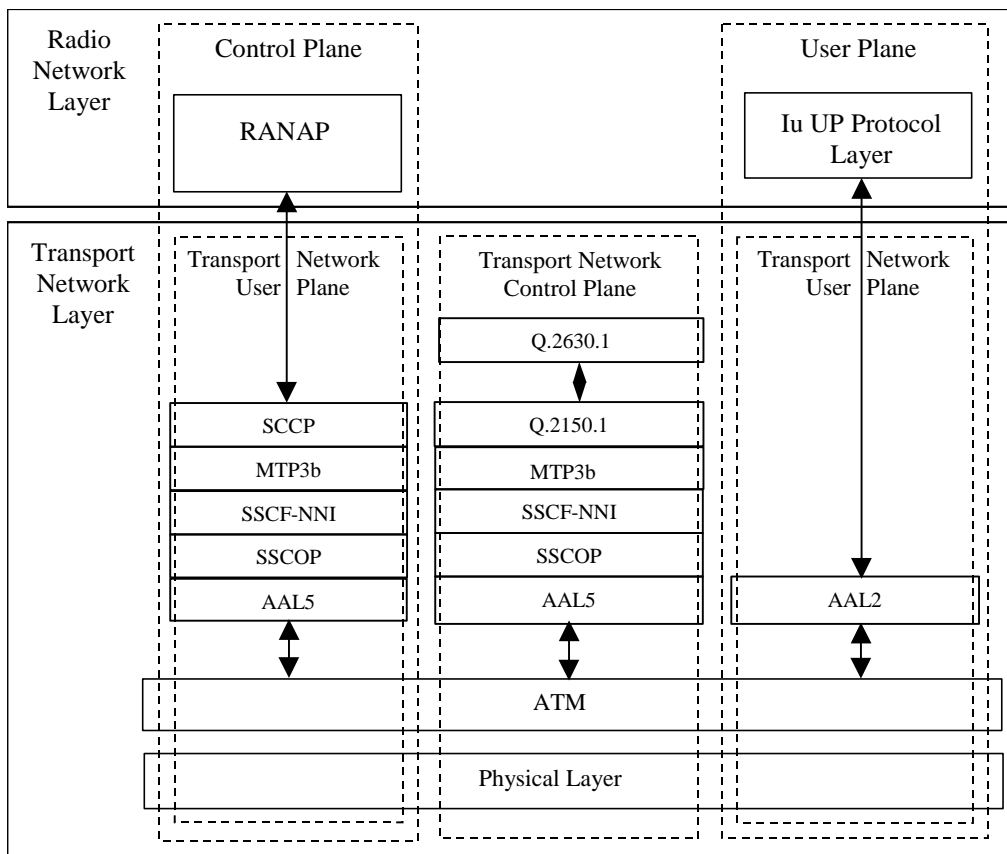 Radio
Network
Layer
Control Plane
RANAP
User Plane
Iu UP Protocol
Layer
Transport
Network
Layer
Transport Network
User Plane
SCCP
MTP3b
SSCF-NNI
SSCOP
AAL5
Transport Network
Control Plane
Q.2630.1
Q.2150.1
MTP3b
SSCF-NNI
SSCOP
AAL5
Transport Network
User Plane
AAL2
ATM
Physical Layer